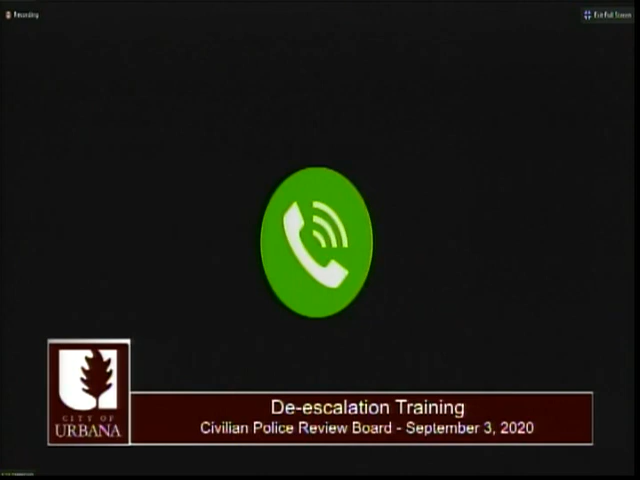 Recording
Exit Full Screen
De-escalation Training
Civilian Police Review Board - September 3, 2020
CITY OF
URBANA